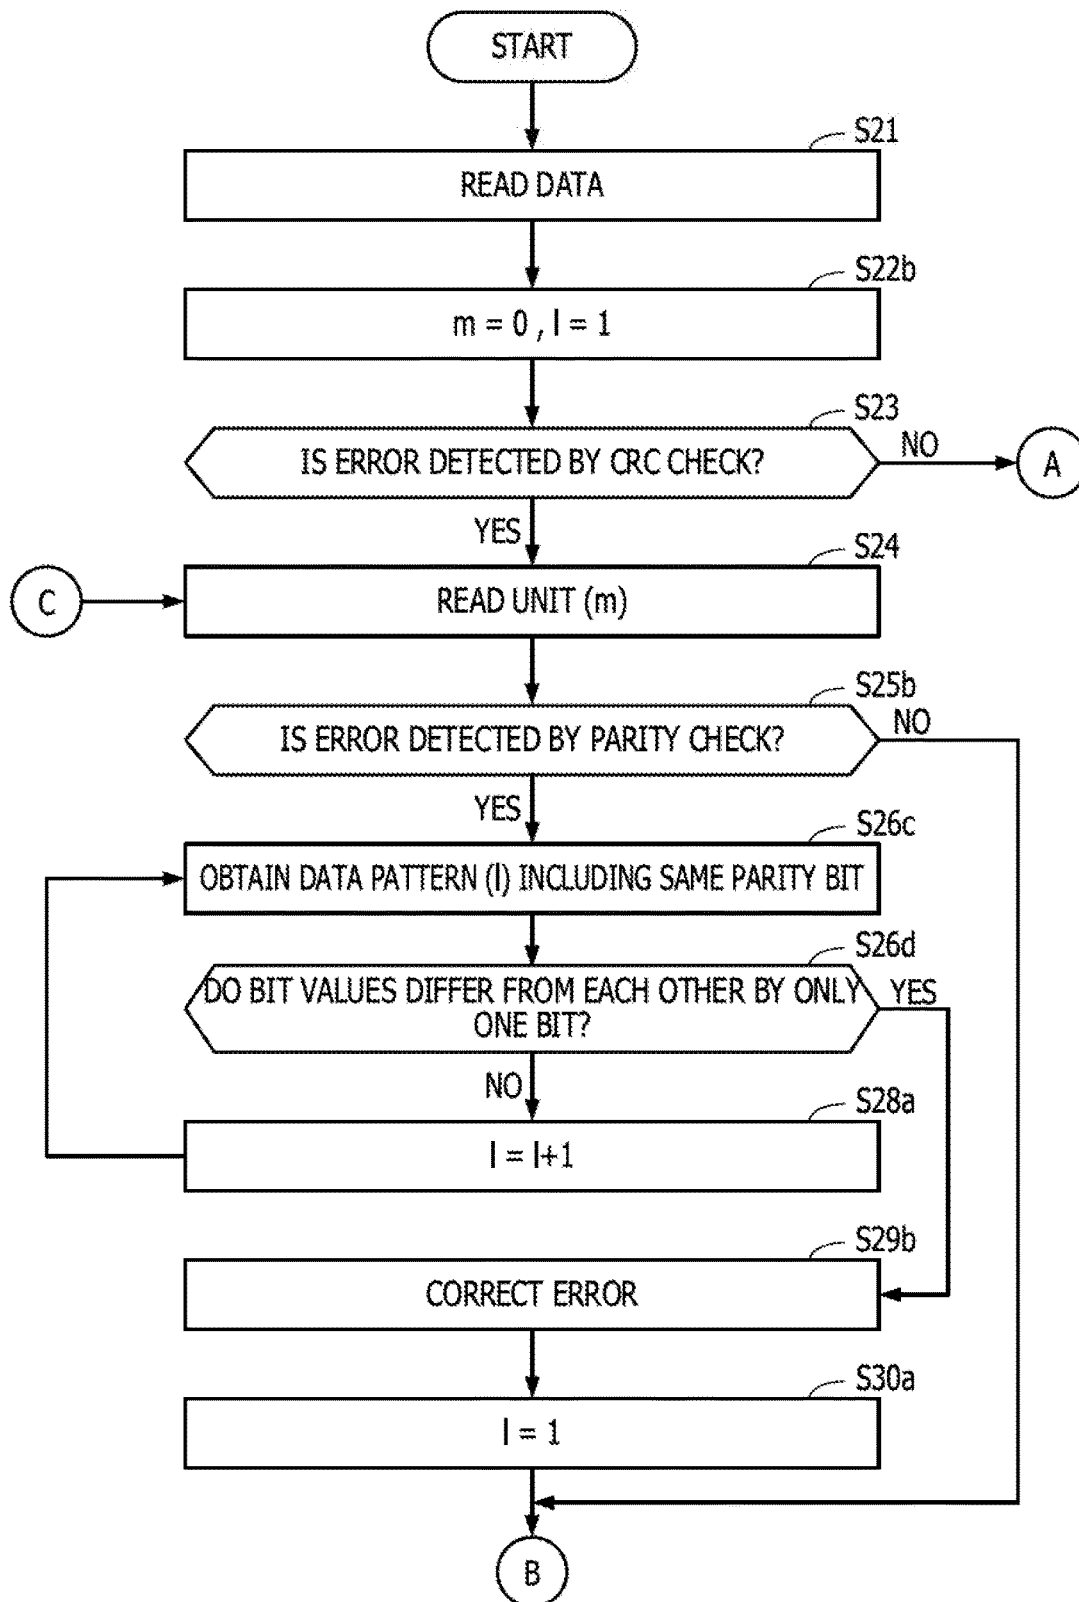 START
S21
READ DATA
S22b
m = 0 , l = 1
S23
IS ERROR DETECTED BY CRC CHECK?
NO
A
YES
S24
C
READ UNIT (m)
S25b
IS ERROR DETECTED BY PARITY CHECK?
NO
YES
S26c
OBTAIN DATA PATTERN (l) INCLUDING SAME PARITY BIT
S26d
DO BIT VALUES DIFFER FROM EACH OTHER BY ONLY
ONE BIT?
YES
NO
S28a
l = l+1
S29b
CORRECT ERROR
S30a
l = 1
B